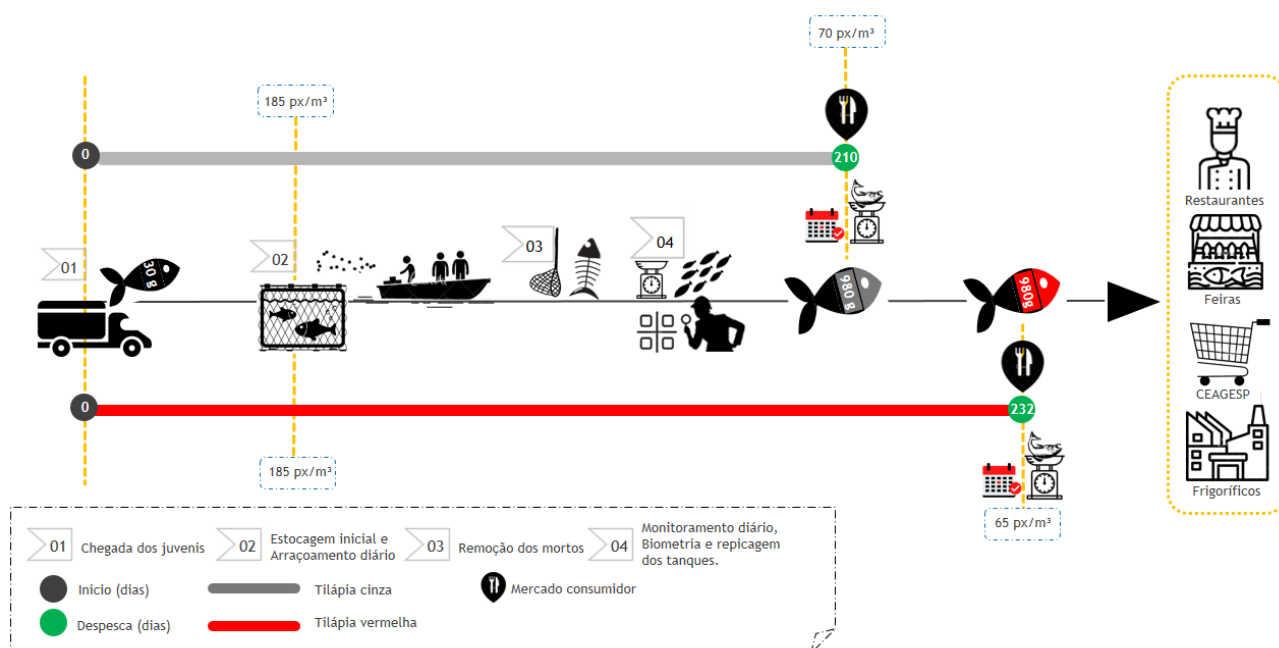 70 px/m³
185 px/m³
0
210
Restaurantes
01
30 g
02
03
04
Feiras
980 g
980g
CEAGESP
0
232
185 px/m³
Frigoríficos
65 px/m³
01
Chegada dos juvenis
02
Estocagem inicial e
Arraçoamento diário
03
Remoção dos mortos
04
Monitoramento diário,
Biometria e repicagem
dos tanques.
Inicio (dias)
Tilápia cinza
Mercado consumidor
Despesca (dias)
Tilápia vermelha